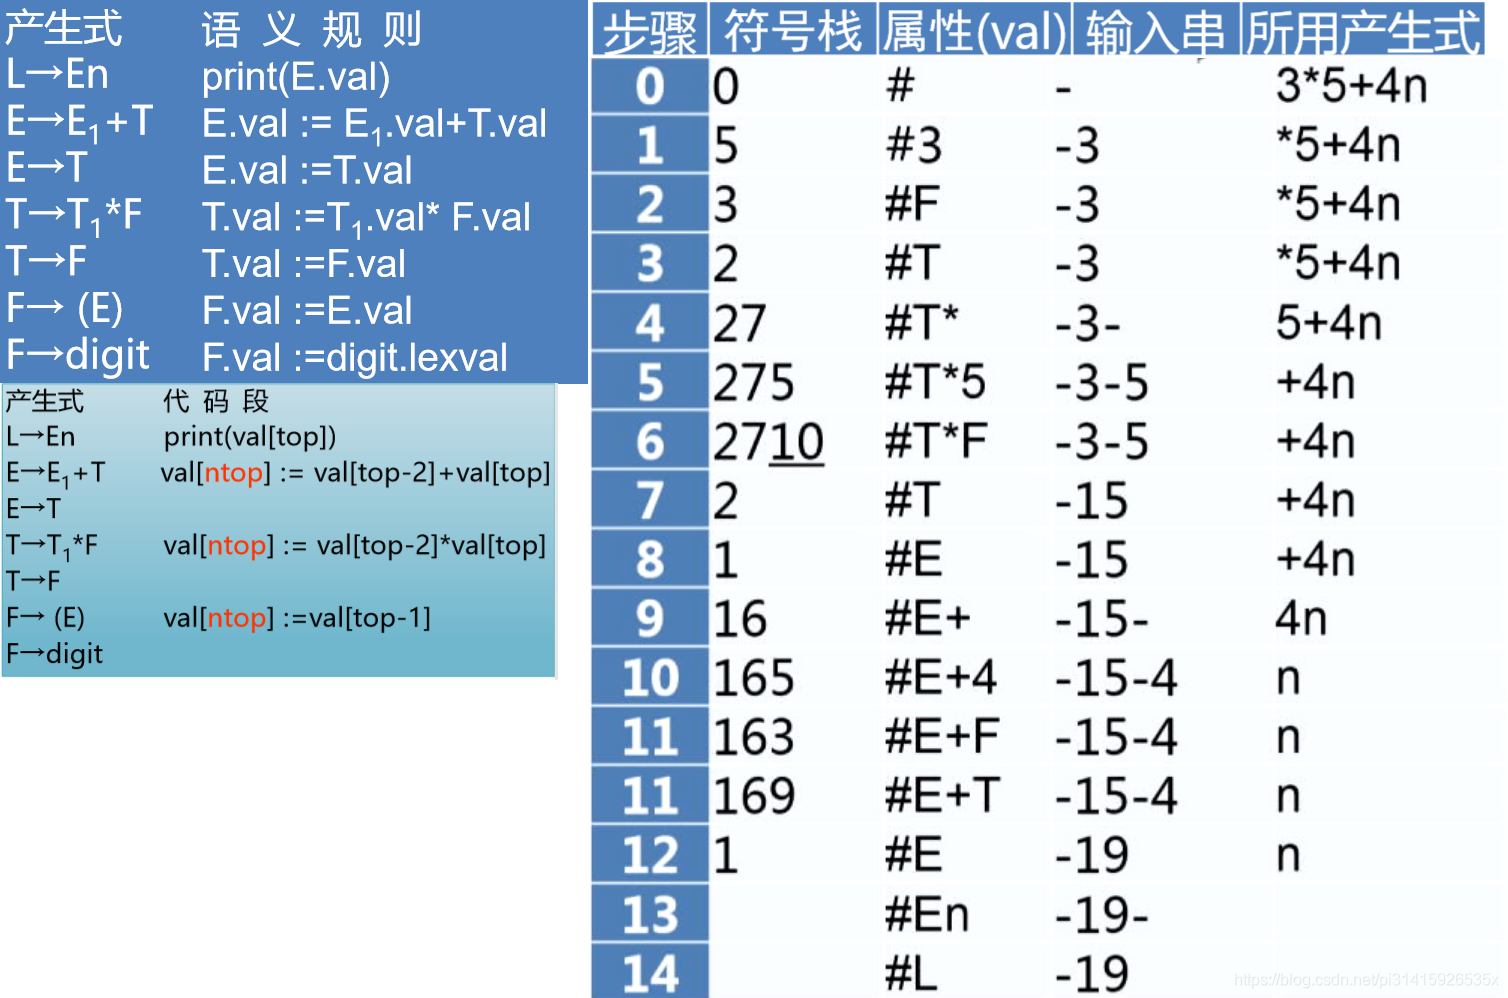 产生式 语 义 规 则
L→En print(E.val)
E→E₁+T E.val := E₁.val+T.val
E→T E.val :=T.val
T→T₁*F T.val :=T₁.val* F.val
T→F T.val :=F.val
F→ (E) F.val :=E.val
F→digit F.val :=digit.lexval
产生式 代 码 段
L→En print(val[top])
E→E₁+T val[ntop] := val[top-2]+val[top]
E→T
T→T₁*F val[ntop] := val[top-2]*val[top]
T→F
F→ (E) val[ntop] :=val[top-1]
F→digit
步骤 符号栈 属性(val) 输入串 所用产生式
0 0 # - 3*5+4n
1 5 #3 -3 *5+4n
2 3 #F -3 *5+4n
3 2 #T -3 *5+4n
4 27 #T* -3- 5+4n
5 275 #T*5 -3-5 +4n
6 2710 #T*F -3-5 +4n
7 2 #T -15 +4n
8 1 #E -15 +4n
9 16 #E+ -15- 4n
10 165 #E+4 -15-4 n
11 163 #E+F -15-4 n
11 169 #E+T -15-4 n
12 1 #E -19 n
13 #En -19-
14 #L -19
https://blog.csdn.net/pi31415926535x